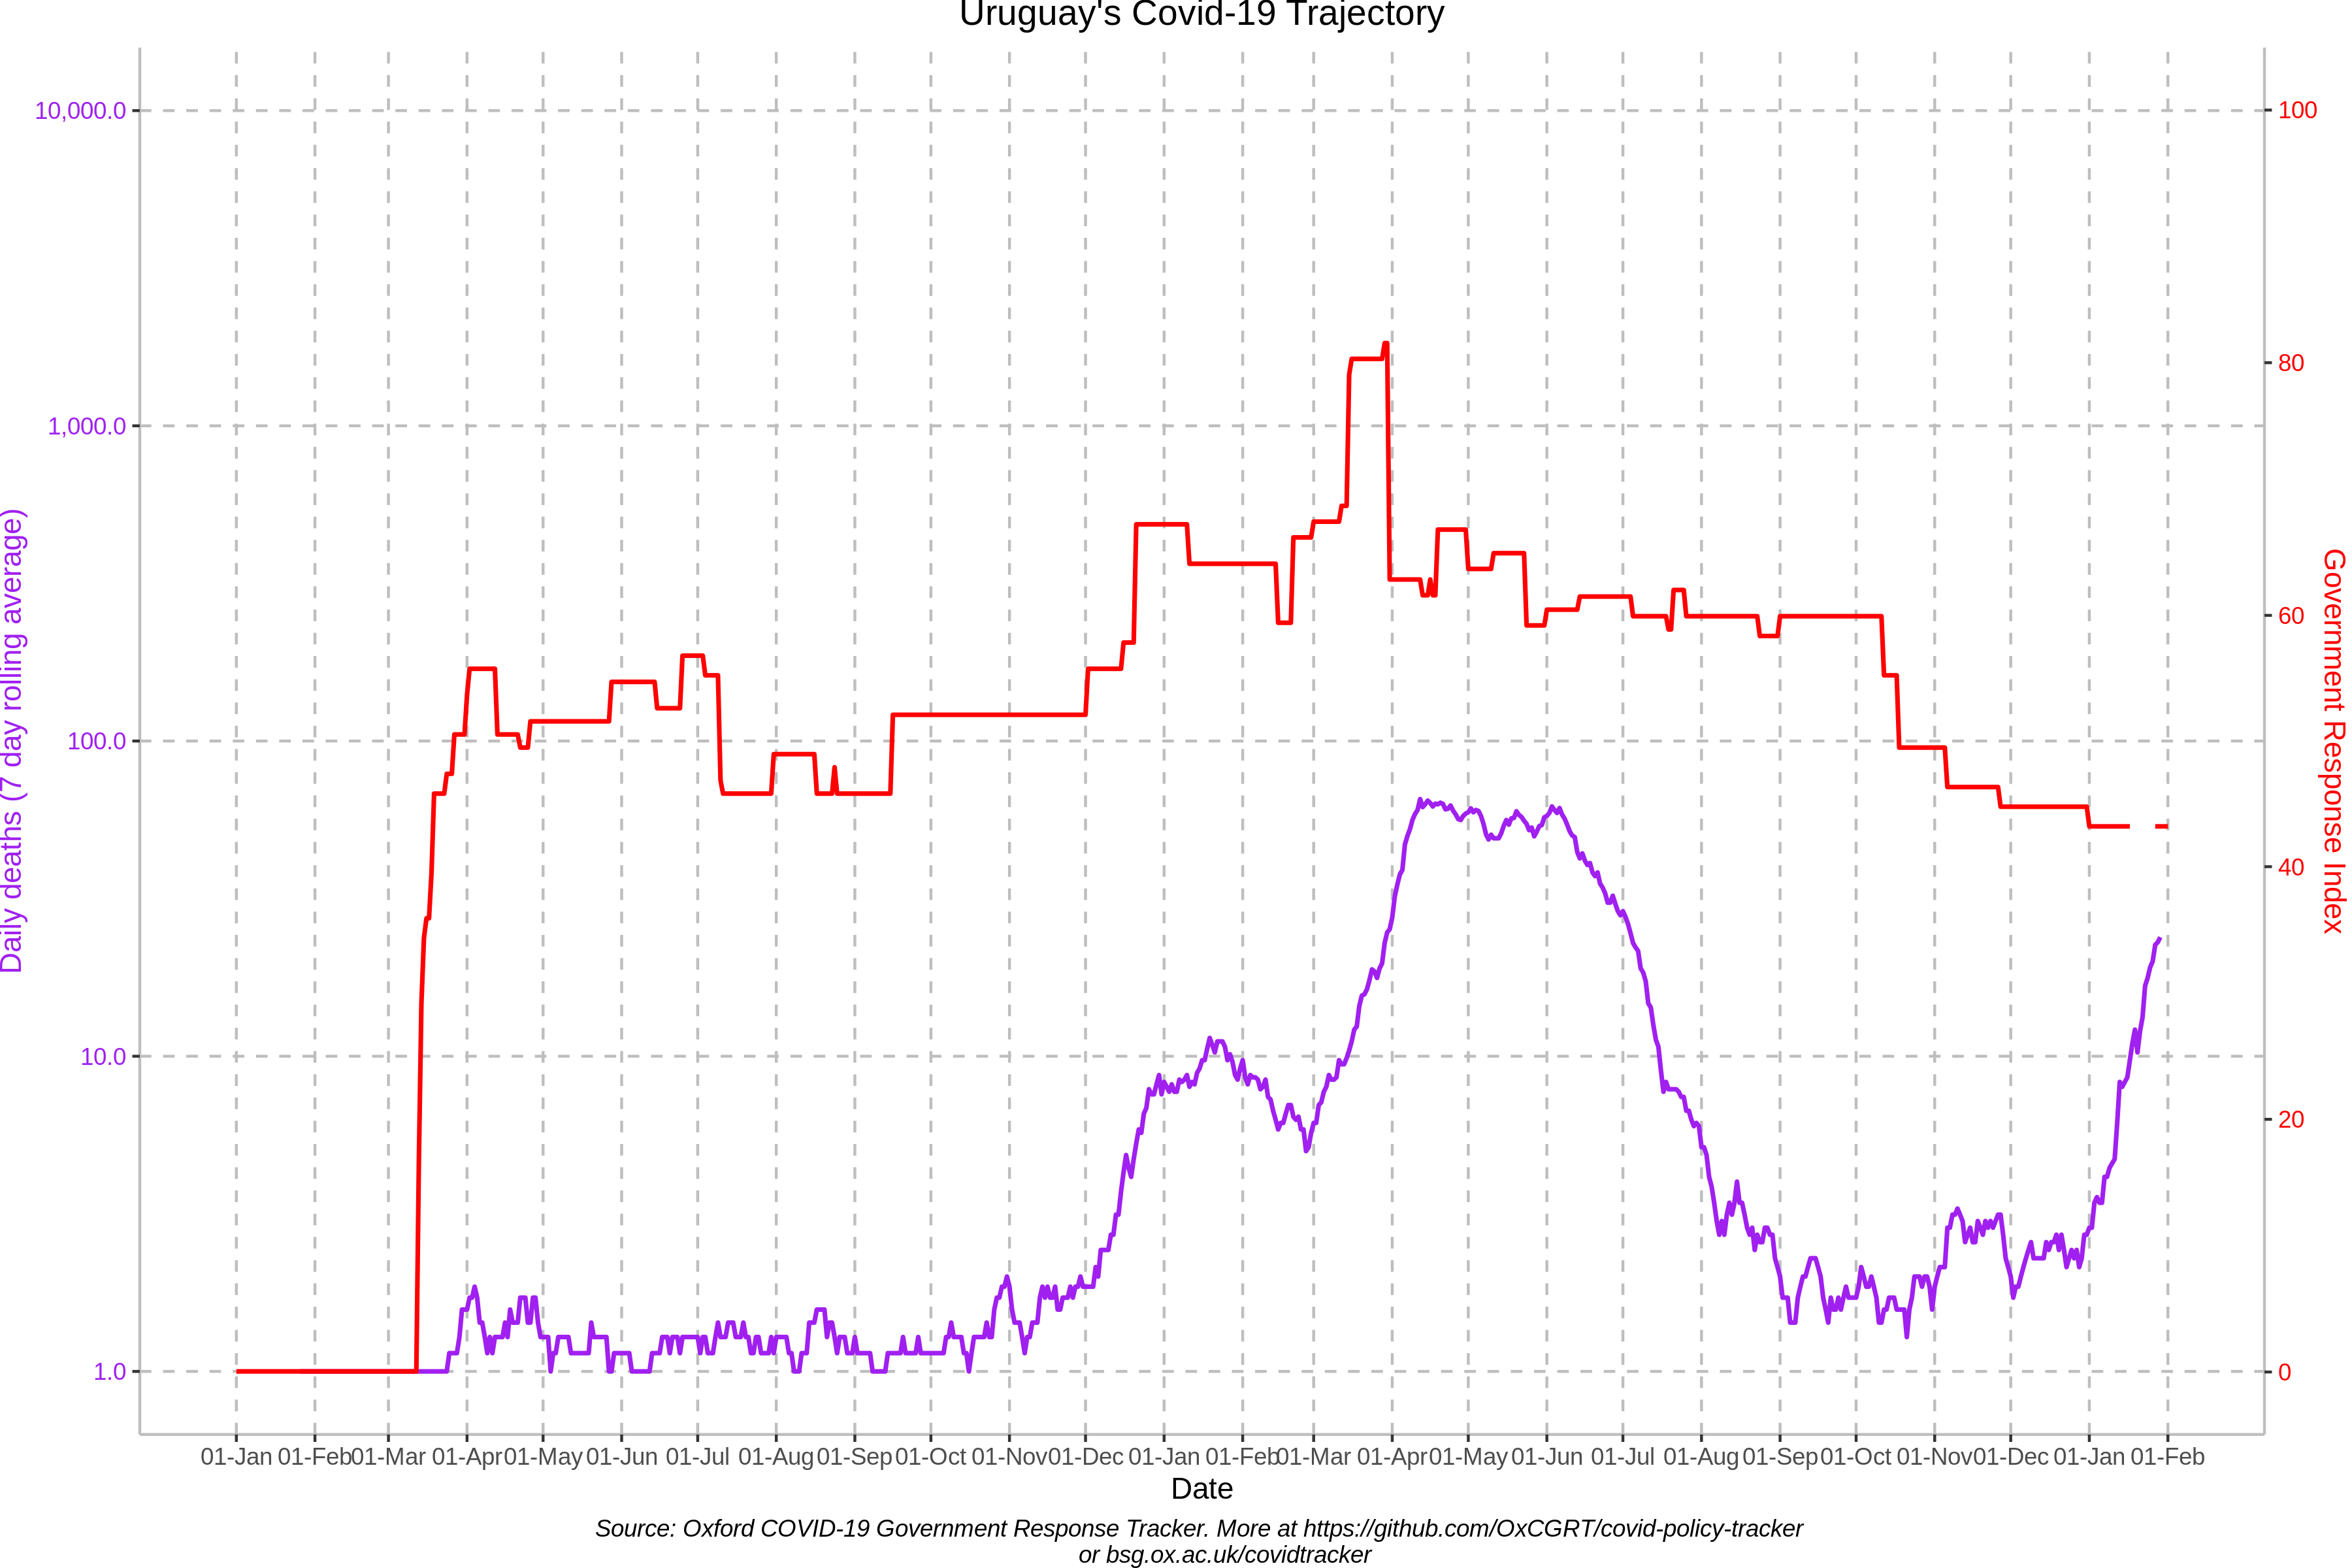 Uruguay's Covid-19 Trajectory
10,000.0
1,000.0
100.0
10.0
1.0
Daily deaths (7 day rolling average)
100
80
60
40
20
0
Government Response Index
01-Jan 01-Feb 01-Mar 01-Apr 01-May 01-Jun 01-Jul 01-Aug 01-Sep 01-Oct 01-Nov 01-Dec 01-Jan 01-Feb 01-Mar 01-Apr 01-May 01-Jun 01-Jul 01-Aug 01-Sep 01-Oct 01-Nov 01-Dec 01-Jan 01-Feb
Date
Source: Oxford COVID-19 Government Response Tracker. More at https://github.com/OxCGRT/covid-policy-tracker
or bsg.ox.ac.uk/covidtracker